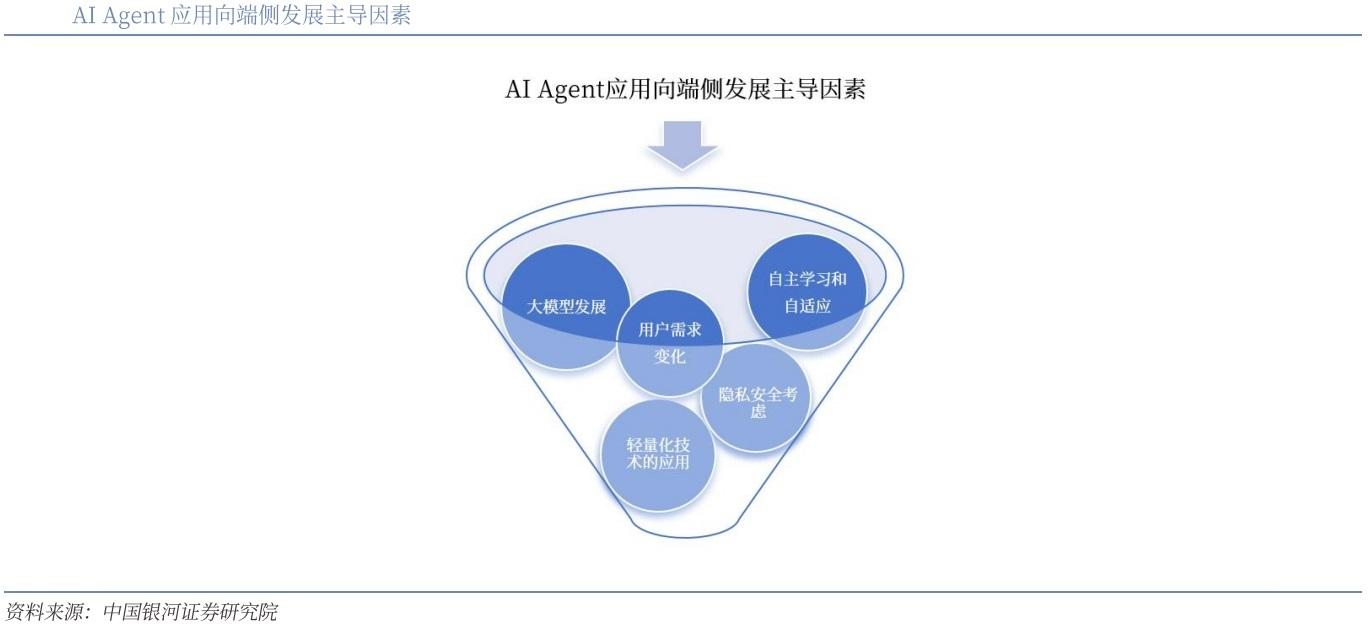 AI Agent 应用向端侧发展主导因素
AI Agent应用向端侧发展主导因素
大模型发展
自主学习和
自适应
用户需求
变化
隐私安全考
虑
轻量化技
术的应用
资料来源：中国银河证券研究院